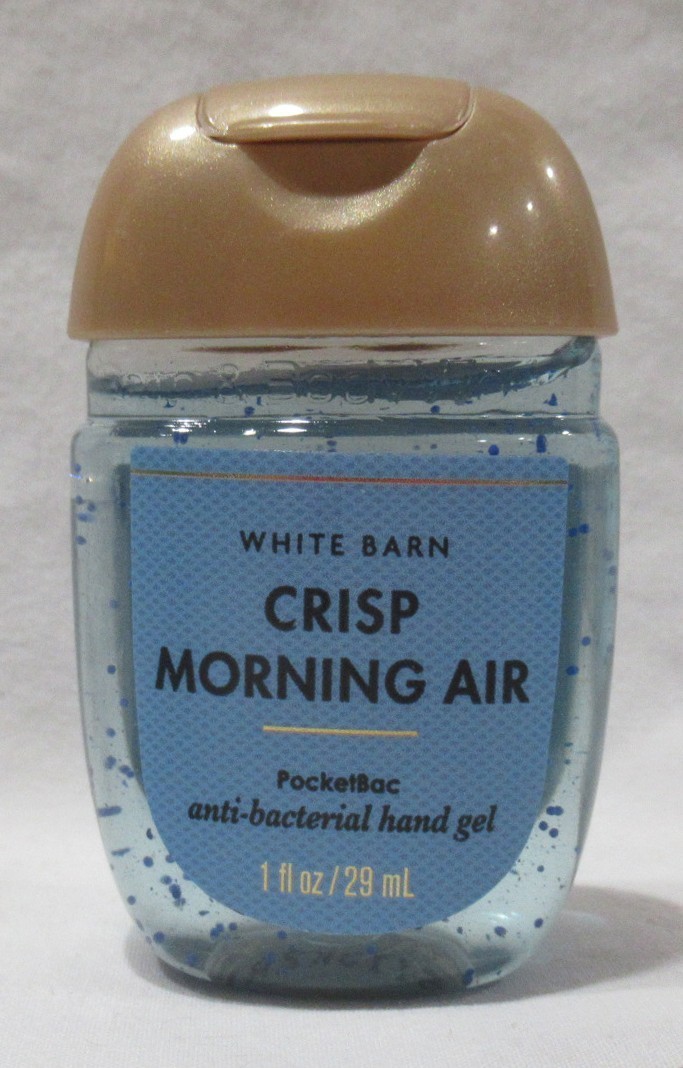 WHITE BARN
CRISP
MORNING AIR
PocketBac
anti-bacterial hand gel
1 fl oz / 29 mL